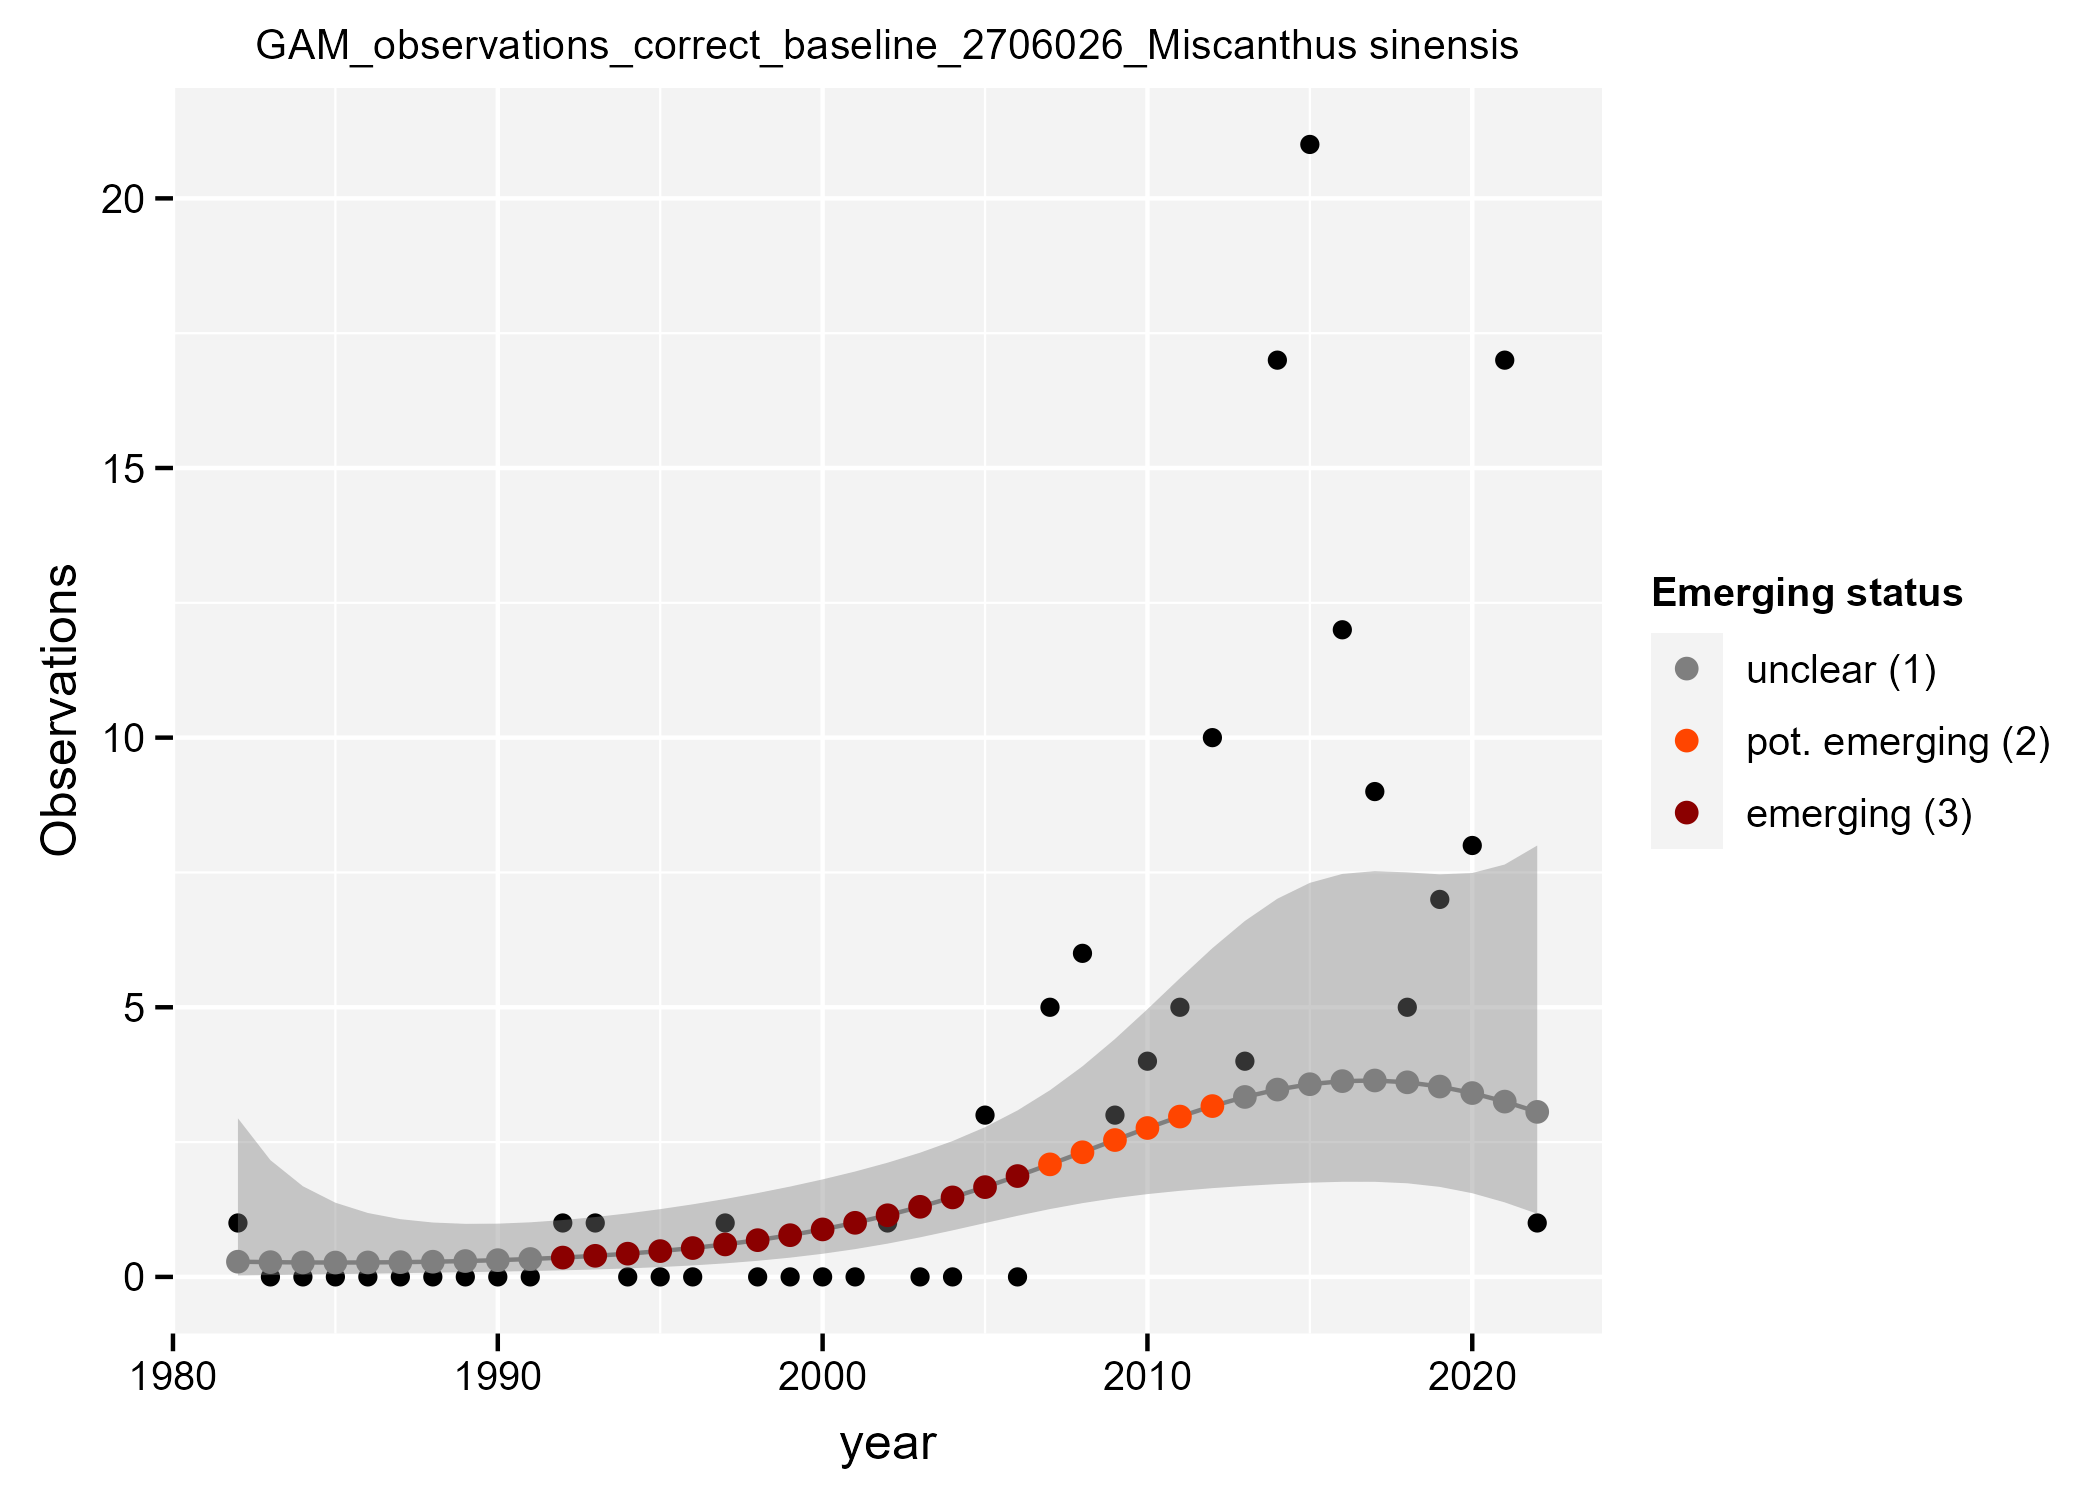 GAM_observations_correct_baseline_2706026_Miscanthus sinensis
Observations
20
15
10
5
0
1980
1990
2000
2010
2020
year
Emerging status
unclear (1)
pot. emerging (2)
emerging (3)